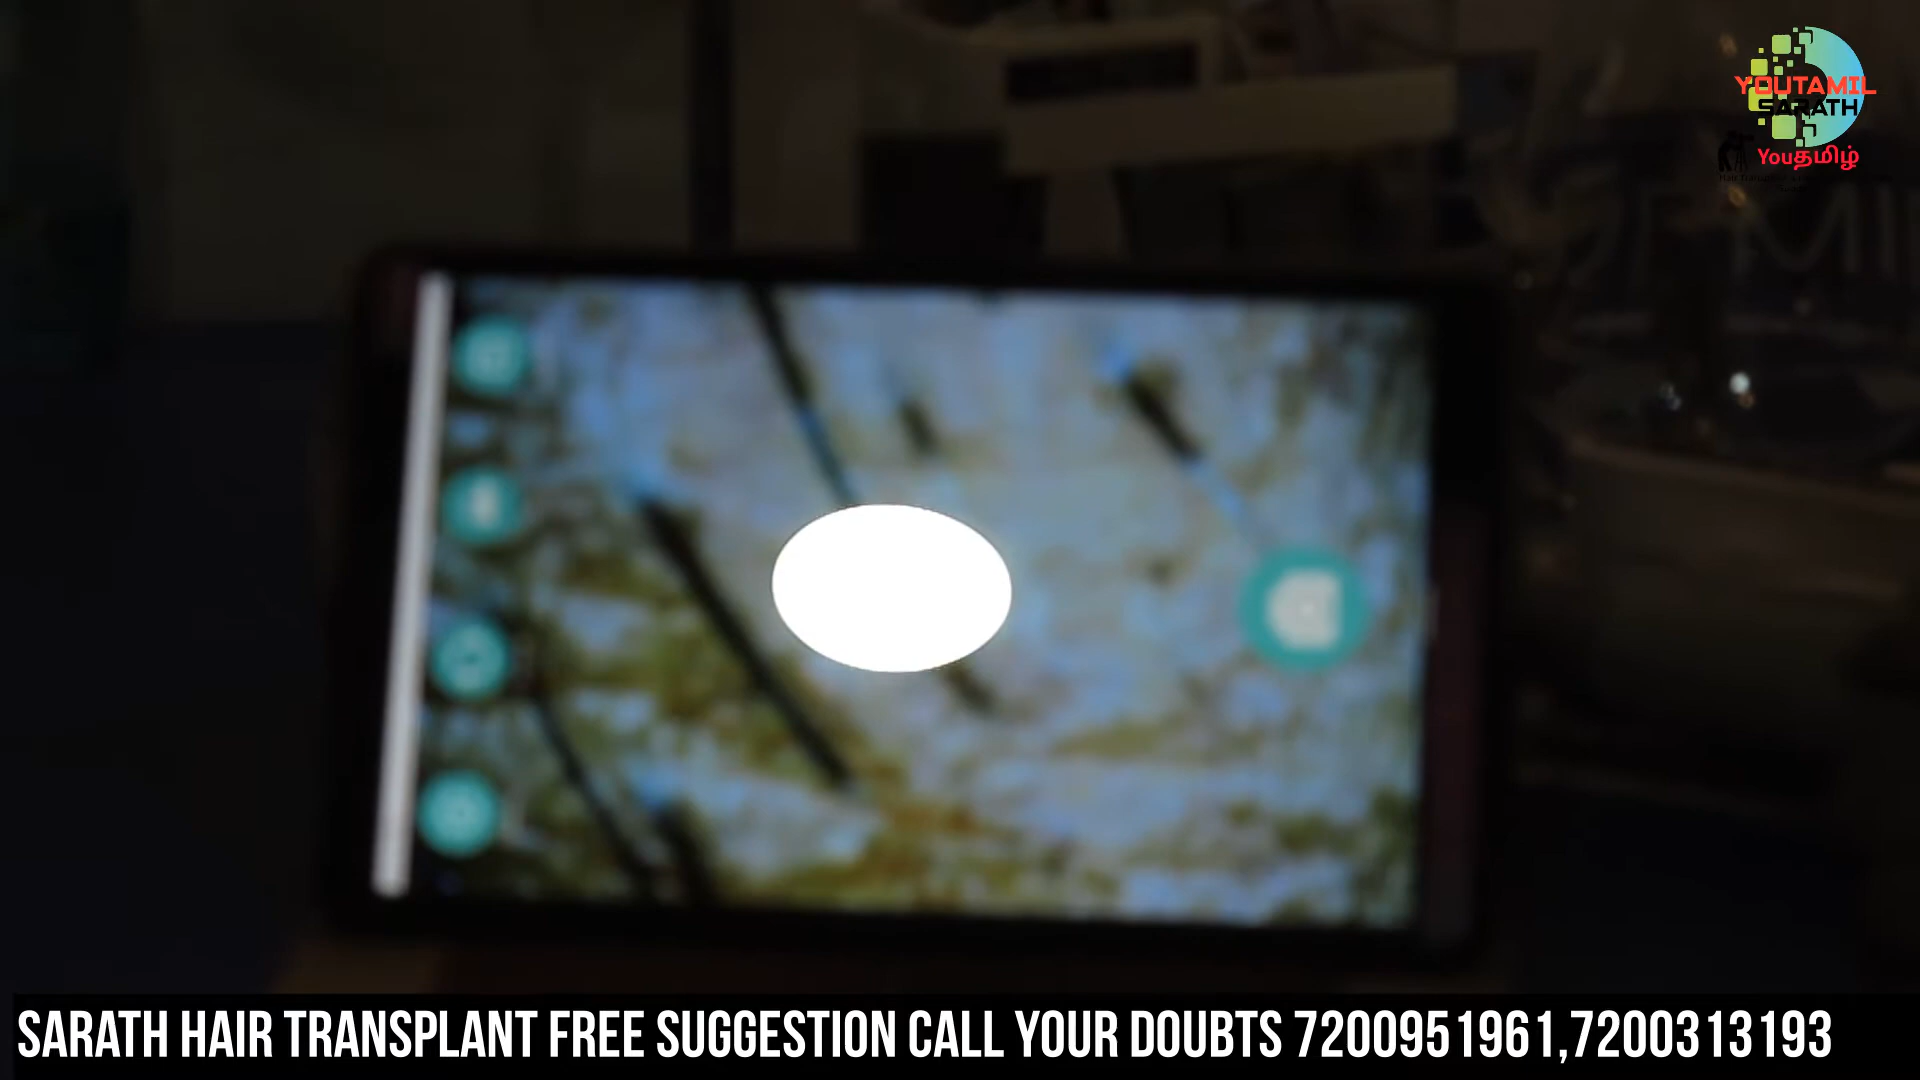 YOUTAMIL
SARATH
Youதமிழ்
SARATH HAIR TRANSPLANT FREE SUGGESTION CALL YOUR DOUBTS 7200951961,7200313193